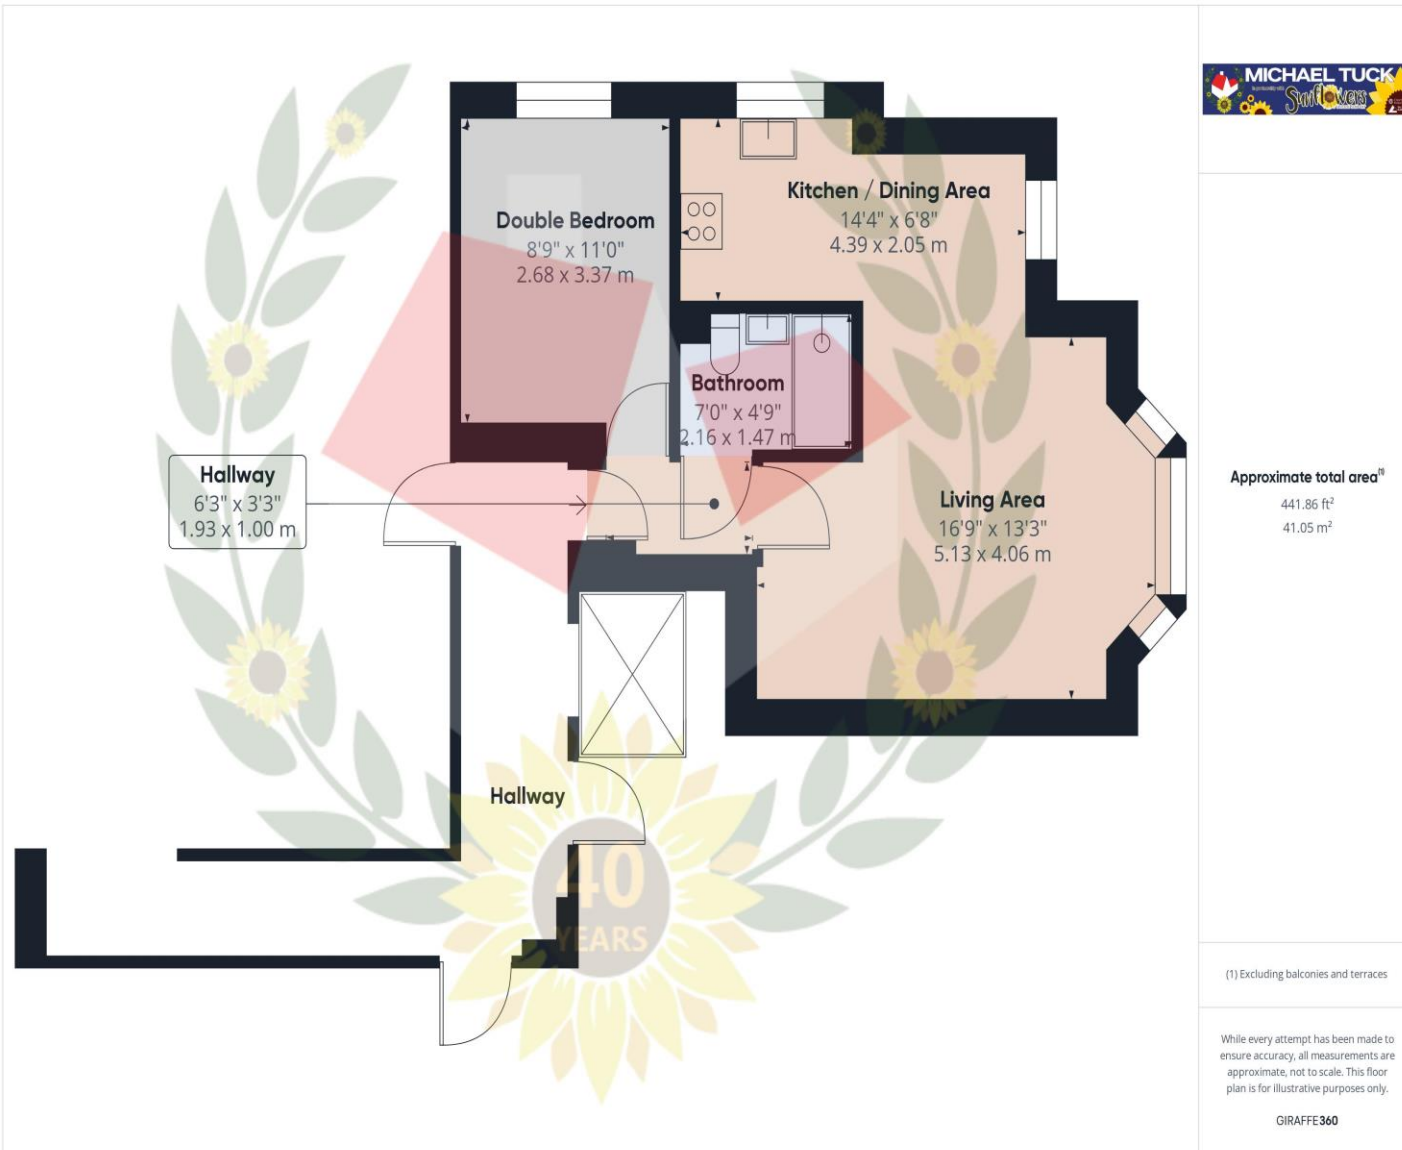 MICHAEL TUCK
Sunflowers
Double Bedroom
8'9" x 11'0"
2.68 x 3.37 m
Kitchen / Dining Area
14'4" x 6'8"
4.39 x 2.05 m
Bathroom
7'0" x 4'9"
2.16 x 1.47 m
Hallway
6'3" x 3'3"
1.93 x 1.00 m
Living Area
16'9" x 13'3"
5.13 x 4.06 m
Hallway
40
YEARS
Approximate total area(1)
441.86 ft²
41.05 m²
(1) Excluding balconies and terraces
While every attempt has been made to
ensure accuracy, all measurements are
approximate, not to scale. This floor
plan is for illustrative purposes only.
GIRAFFE360